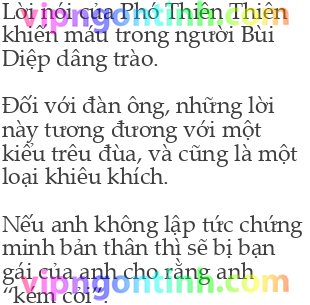 Lời nói của Phó Thiên Thiên
khiến máu trong người Bùi
Diệp dâng trào.
Đối với đàn ông, những lời
này tương đương với một
kiểu trêu đùa, và cũng là một
loại khiêu khích.
Nếu anh không lập tức chứng
minh bản thân thì sẽ bị bạn
gái của anh cho rằng anh
“kém cỏi”
vipngontinh.com
vipngontinh.com